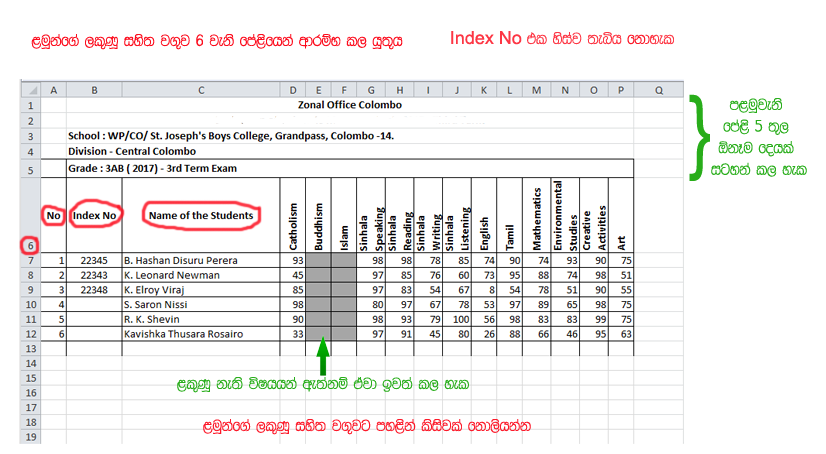 ළමුන්ගේ ලකුණු සහිත වගුව 6 වැනි පේළියෙන් ආරම්භ කල යුතුය
Index No එක හිස්ව තැබිය නොහැක
A B C D E F G H I J K L M N O P Q
1 Zonal Office Colombo
2
3 School : WP/CO/ St. Joseph's Boys College, Grandpass, Colombo -14.
4 Division - Central Colombo
5 Grade : 3AB ( 2017) - 3rd Term Exam
පළමුවැනි
පේළි 5 තුල
ඕනෑම දෙයක්
සටහන් කල හැක
6 No Index No Name of the Students Catholism Buddhism Islam Sinhala Speaking Sinhala Reading Sinhala Writing Sinhala Listening English Tamil Mathematics Environmental Studies Creative Activities Art
7 1 22345 B. Hashan Disuru Perera 93 98 98 78 85 74 90 74 93 90 75
8 2 22343 K. Leonard Newman 45 97 85 76 60 73 95 88 74 98 51
9 3 22348 K. Elroy Viraj 85 97 83 54 67 8 54 78 51 90 55
10 4 S. Saron Nissi 98 80 97 67 78 53 97 89 65 90 75
11 5 R. K. Shevin 90 98 93 79 100 56 98 83 83 99 75
12 6 Kavishka Thusara Rosairo 33 97 91 45 80 26 88 66 46 95 63
13
14
15 ළකුණු නැති විෂයයන් ඇත්නම් ඒවා ඉවත් කල හැක
16
17
18 ළමුන්ගේ ලකුණු සහිත වගුවට පහළින් කිසිවක් නොලියන්න
19